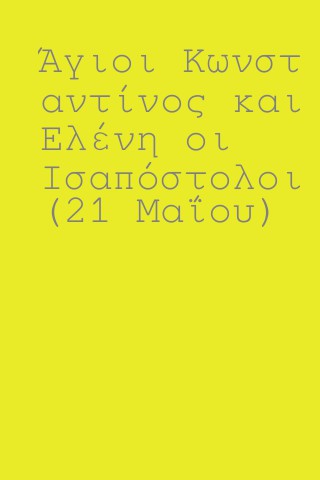 Άγιοι Κωνστ
αντίνος και
Ελένη οι
Ισαπόστολοι
(21 Μαΐου)